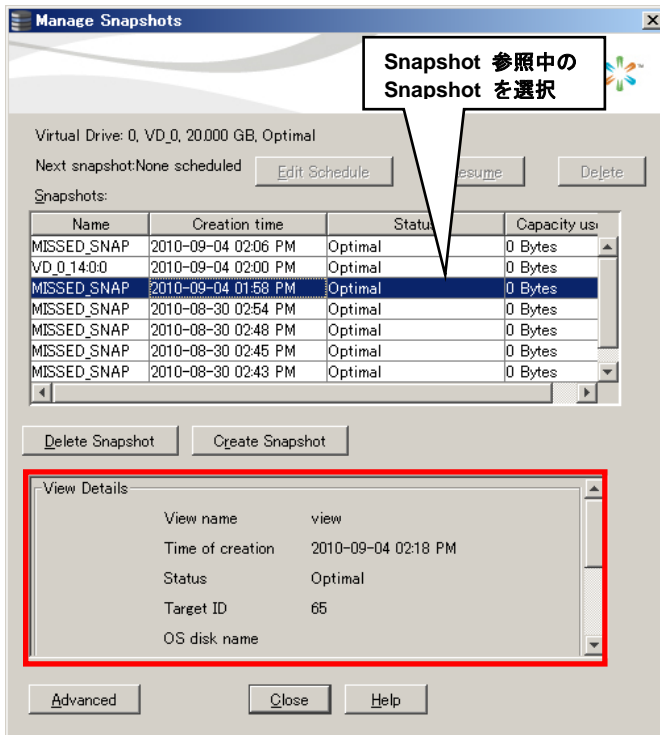 Manage Snapshots
Snapshot 参照中の
Snapshot を選択
Virtual Drive: 0, VD_0, 20.000 GB, Optimal
Next snapshot:None scheduled Edit Schedule esume Delete
Snapshots:
Name Creation time Status Capacity us
MISSED_SNAP 2010-09-04 02:06 PM Optimal 0 Bytes
VD_0_14:0:0 2010-09-04 02:00 PM Optimal 0 Bytes
MISSED_SNAP 2010-09-04 01:58 PM Optimal 0 Bytes
MISSED_SNAP 2010-08-30 02:54 PM Optimal 0 Bytes
MISSED_SNAP 2010-08-30 02:48 PM Optimal 0 Bytes
MISSED_SNAP 2010-08-30 02:45 PM Optimal 0 Bytes
MISSED_SNAP 2010-08-30 02:43 PM Optimal 0 Bytes
Delete Snapshot Create Snapshot
View Details
View name view
Time of creation 2010-09-04 02:18 PM
Status Optimal
Target ID 65
OS disk name
Advanced Close Help